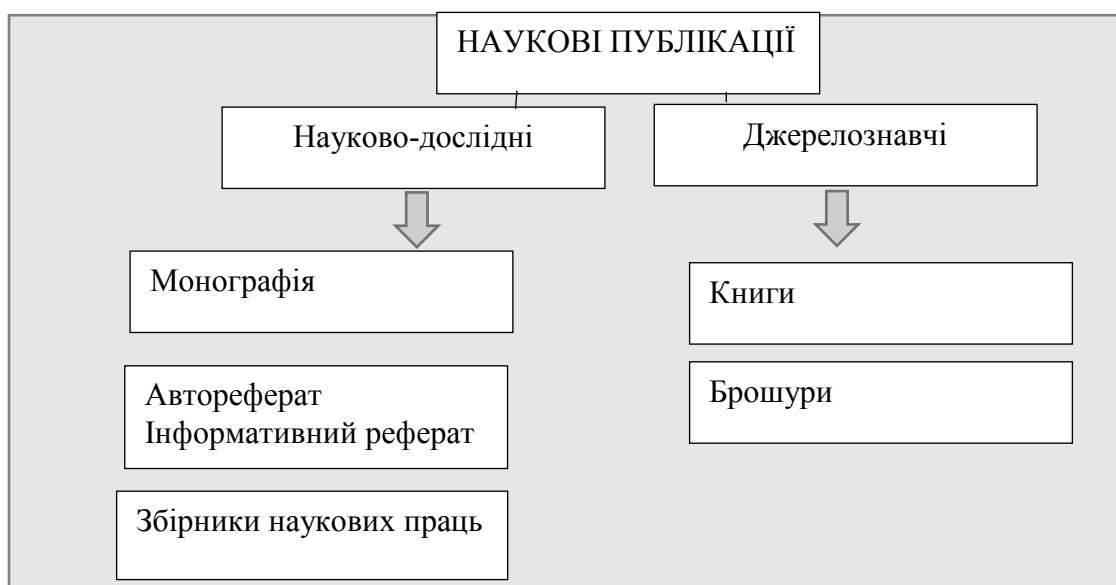 НАУКОВІ ПУБЛІКАЦІЇ
Науково-дослідні
Джерелознавчі
Монографія
Автореферат
Інформативний реферат
Збірники наукових праць
Книги
Брошури